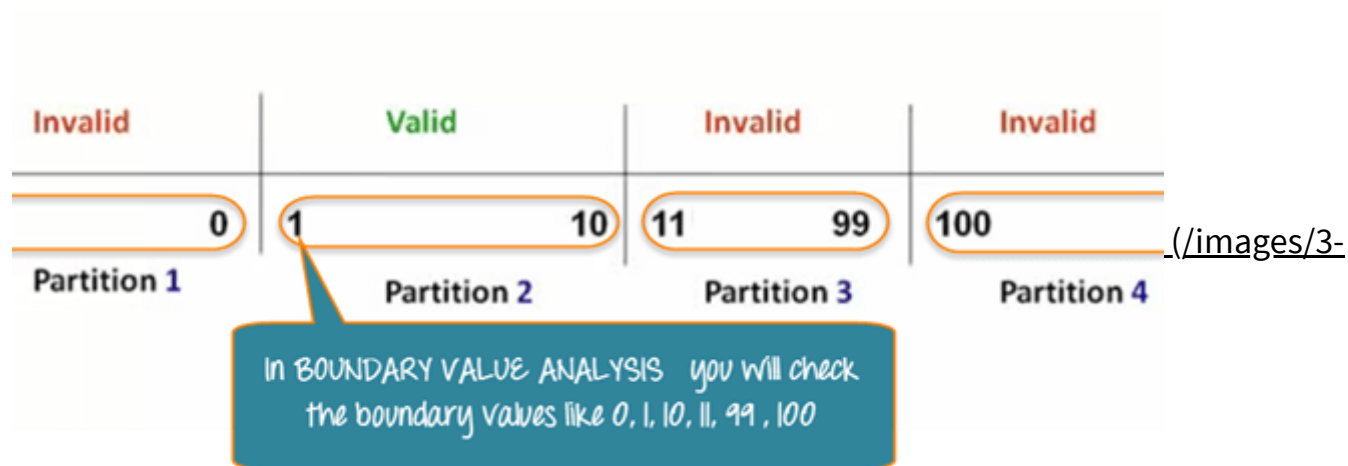 Invalid Valid Invalid Invalid
0 1 10 11 99 100
(/images/3-
Partition 1 Partition 2 Partition 3 Partition 4
In BOUNDARY VALUE ANALYSIS you will check
the boundary values like 0, 1, 10, 11, 99 , 100